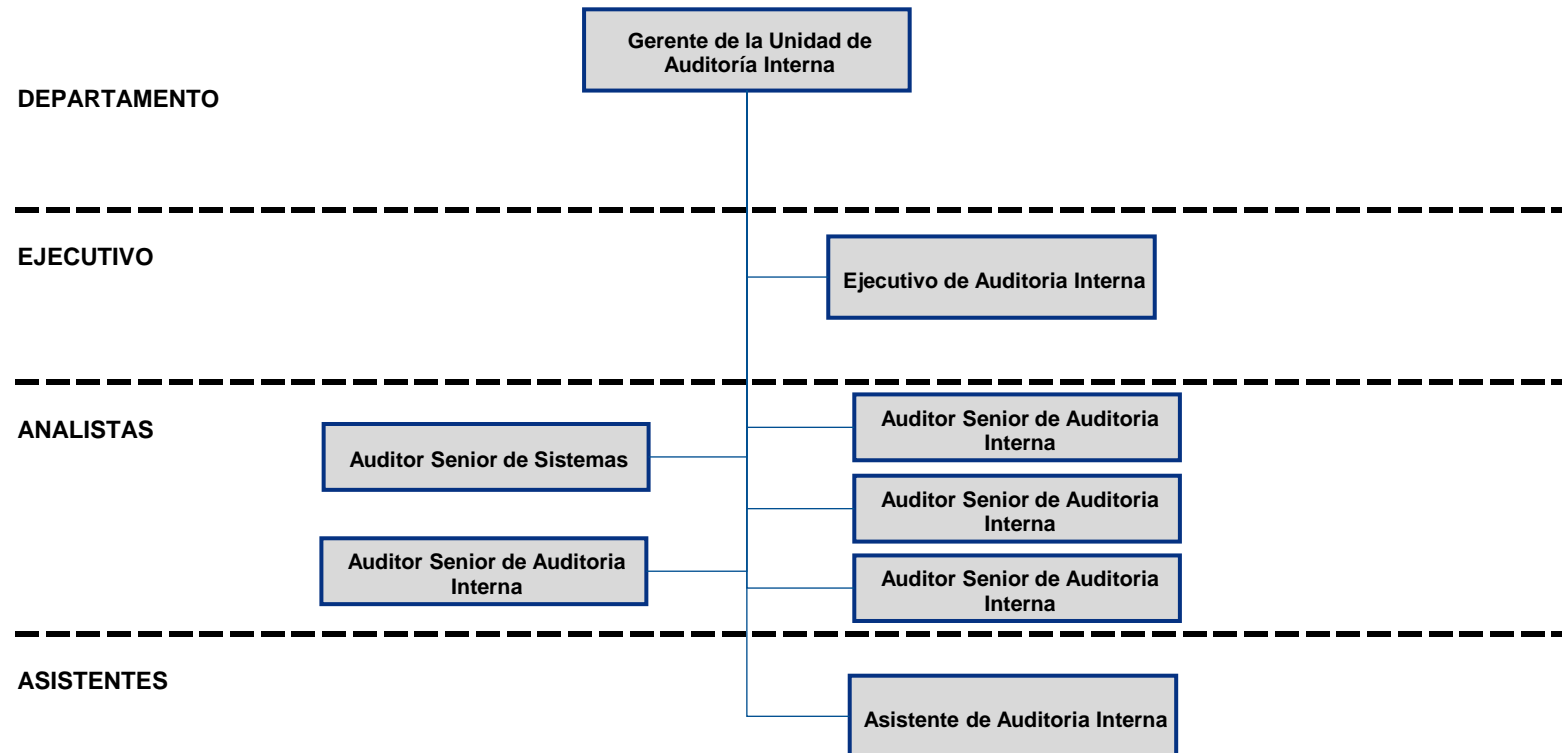 Gerente de la Unidad de
Auditoría Interna
DEPARTAMENTO
EJECUTIVO
Ejecutivo de Auditoria Interna
ANALISTAS
Auditor Senior de Sistemas
Auditor Senior de Auditoria
Interna
Auditor Senior de Auditoria
Interna
Auditor Senior de Auditoria
Interna
Auditor Senior de Auditoria
Interna
ASISTENTES
Asistente de Auditoria Interna